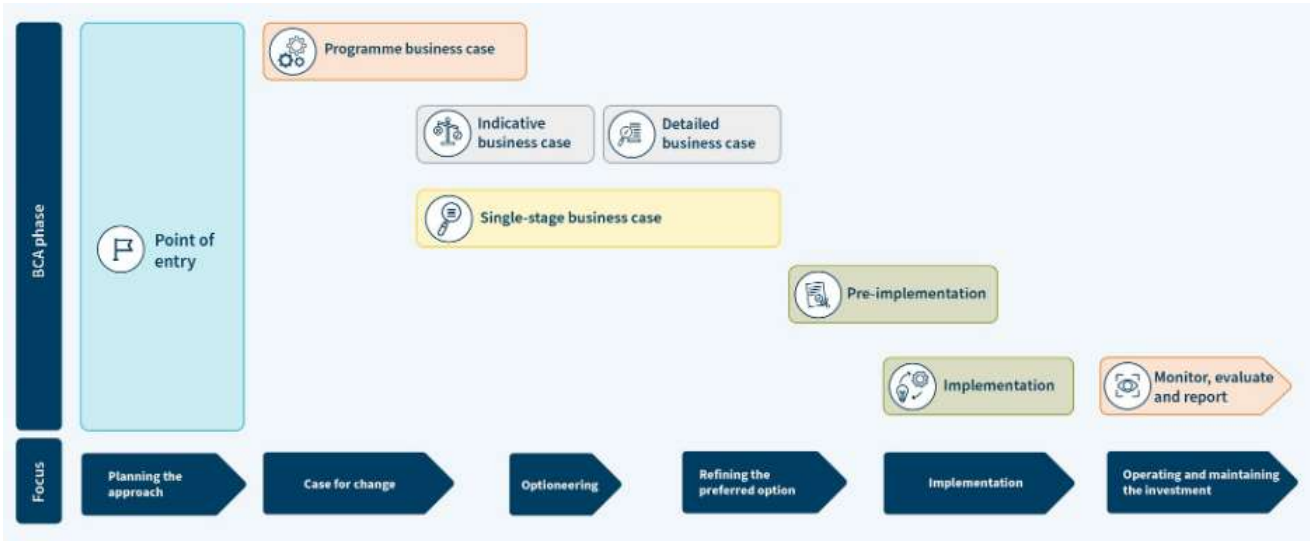 BCA phase
Point of
entry
Programme business case
Indicative
business case
Detailed
business case
Single-stage business case
Pre-implementation
Implementation
Monitor, evaluate
and report
Focus
Planning the
approach
Case for change
Optioneering
Refining the
preferred option
Implementation
Operating and maintaining
the investment